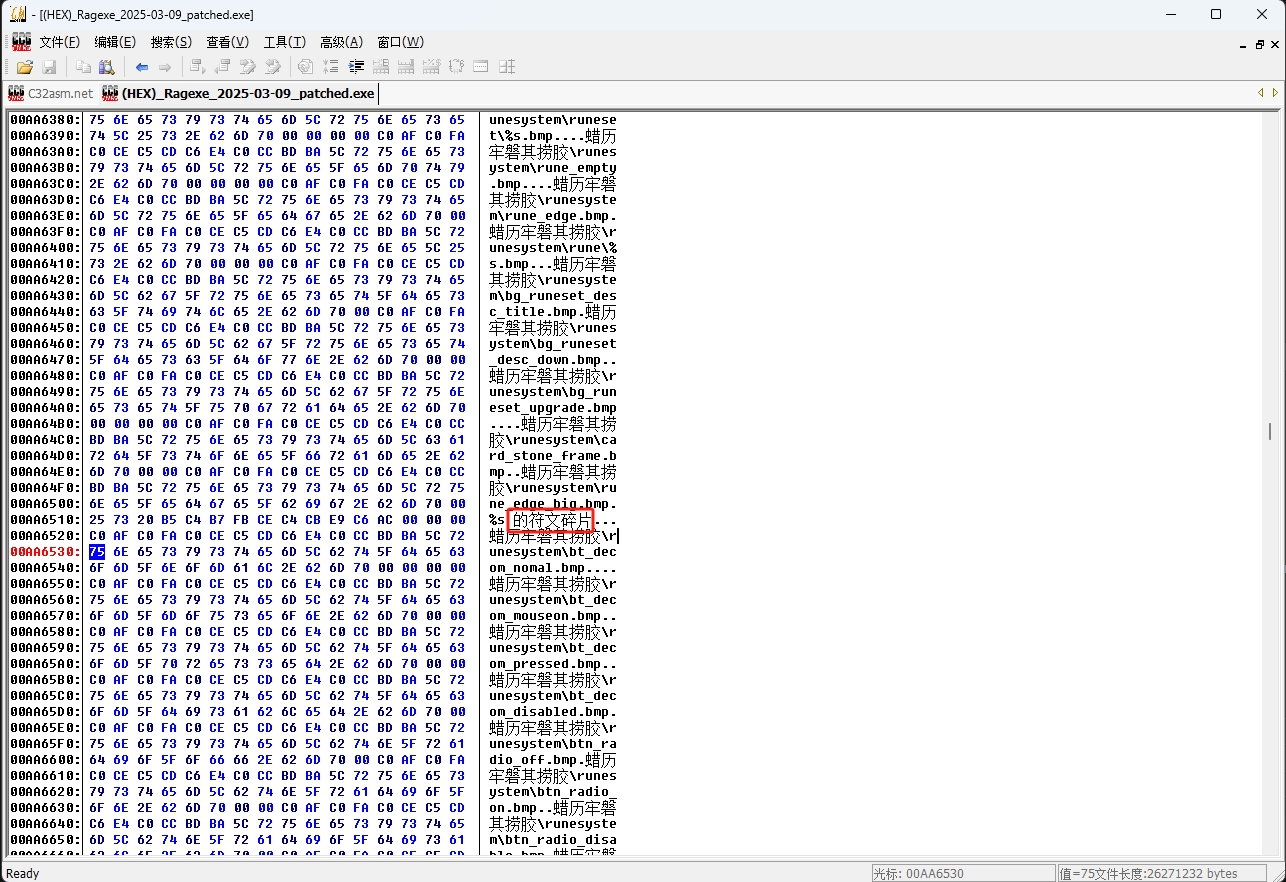 - [(HEX)_Ragexe_2025-03-09_patched.exe]
文件(F) 编辑(E) 搜索(S) 查看(V) 工具(T) 高级(A) 窗口(W)
C32asm.net (HEX)_Ragexe_2025-03-09_patched.exe
00AA6380: 75 6E 65 73 79 73 74 65 6D 5C 72 75 6E 65 73 65 unesystem\runese
00AA6390: 74 5C 25 73 2E 62 6D 70 00 00 00 00 C0 AF C0 FA t\%s.bmp....蜡历
00AA63A0: C0 CE C5 CD C6 E4 C0 CC BD BA 5C 72 75 6E 65 73 牢磐其捞胶\runes
00AA63B0: 79 73 74 65 6D 5C 72 75 6E 65 5F 65 6D 70 74 79 ystem\rune_empty
00AA63C0: 2E 62 6D 70 00 00 00 00 C0 AF C0 FA C0 CE C5 CD .bmp....蜡历牢磐
00AA63D0: C6 E4 C0 CC BD BA 5C 72 75 6E 65 73 79 73 74 65 其捞胶\runesyste
00AA63E0: 6D 5C 72 75 6E 65 5F 65 64 67 65 2E 62 6D 70 00 m\rune_edge.bmp.
00AA63F0: C0 AF C0 FA C0 CE C5 CD C6 E4 C0 CC BD BA 5C 72 蜡历牢磐其捞胶\r
00AA6400: 75 6E 65 73 79 73 74 65 6D 5C 72 75 6E 65 5C 25 unesystem\rune\%
00AA6410: 73 2E 62 6D 70 00 00 00 C0 AF C0 FA C0 CE C5 CD s.bmp...蜡历牢磐
00AA6420: C6 E4 C0 CC BD BA 5C 72 75 6E 65 73 79 73 74 65 其捞胶\runesyste
00AA6430: 6D 5C 62 67 5F 72 75 6E 65 73 65 74 5F 64 65 73 m\bg_runeset_des
00AA6440: 63 5F 74 69 74 6C 65 2E 62 6D 70 00 C0 AF C0 FA c_title.bmp.蜡历
00AA6450: C0 CE C5 CD C6 E4 C0 CC BD BA 5C 72 75 6E 65 73 牢磐其捞胶\runes
00AA6460: 79 73 74 65 6D 5C 62 67 5F 72 75 6E 65 73 65 74 ystem\bg_runeset
00AA6470: 5F 64 65 73 63 5F 64 6F 77 6E 2E 62 6D 70 00 00 _desc_down.bmp..
00AA6480: C0 AF C0 FA C0 CE C5 CD C6 E4 C0 CC BD BA 5C 72 蜡历牢磐其捞胶\r
00AA6490: 75 6E 65 73 79 73 74 65 6D 5C 62 67 5F 72 75 6E unesystem\bg_run
00AA64A0: 65 73 65 74 5F 75 70 67 72 61 64 65 2E 62 6D 70 eset_upgrade.bmp
00AA64B0: 00 00 00 00 C0 AF C0 FA C0 CE C5 CD C6 E4 C0 CC ....蜡历牢磐其捞
00AA64C0: BD BA 5C 72 75 6E 65 73 79 73 74 65 6D 5C 63 61 胶\runesystem\ca
00AA64D0: 72 64 5F 73 74 6F 6E 65 5F 66 72 61 6D 65 2E 62 rd_stone_frame.b
00AA64E0: 6D 70 00 00 C0 AF C0 FA C0 CE C5 CD C6 E4 C0 CC mp..蜡历牢磐其捞
00AA64F0: BD BA 5C 72 75 6E 65 73 79 73 74 65 6D 5C 72 75 胶\runesystem\ru
00AA6500: 6E 65 5F 65 64 67 65 5F 62 69 67 2E 62 6D 70 00 ne_edge_big.bmp.
00AA6510: 25 73 20 B5 C4 B7 FB CE C4 CB E9 C6 AC 00 00 00 %s 的符文碎片...
00AA6520: C0 AF C0 FA C0 CE C5 CD C6 E4 C0 CC BD BA 5C 72 蜡历牢磐其捞胶\r
00AA6530: 75 6E 65 73 79 73 74 65 6D 5C 62 74 5F 64 65 63 unesystem\bt_dec
00AA6540: 6F 6D 5F 6E 6F 6D 61 6C 2E 62 6D 70 00 00 00 00 om_nomal.bmp....
00AA6550: C0 AF C0 FA C0 CE C5 CD C6 E4 C0 CC BD BA 5C 72 蜡历牢磐其捞胶\r
00AA6560: 75 6E 65 73 79 73 74 65 6D 5C 62 74 5F 64 65 63 unesystem\bt_dec
00AA6570: 6F 6D 5F 6D 6F 75 73 65 6F 6E 2E 62 6D 70 00 00 om_mouseon.bmp..
00AA6580: C0 AF C0 FA C0 CE C5 CD C6 E4 C0 CC BD BA 5C 72 蜡历牢磐其捞胶\r
00AA6590: 75 6E 65 73 79 73 74 65 6D 5C 62 74 5F 64 65 63 unesystem\bt_dec
00AA65A0: 6F 6D 5F 70 72 65 73 73 65 64 2E 62 6D 70 00 00 om_pressed.bmp..
00AA65B0: C0 AF C0 FA C0 CE C5 CD C6 E4 C0 CC BD BA 5C 72 蜡历牢磐其捞胶\r
00AA65C0: 75 6E 65 73 79 73 74 65 6D 5C 62 74 5F 64 65 63 unesystem\bt_dec
00AA65D0: 6F 6D 5F 64 69 73 61 62 6C 65 64 2E 62 6D 70 00 om_disabled.bmp.
00AA65E0: C0 AF C0 FA C0 CE C5 CD C6 E4 C0 CC BD BA 5C 72 蜡历牢磐其捞胶\r
00AA65F0: 75 6E 65 73 79 73 74 65 6D 5C 62 74 6E 5F 72 61 unesystem\btn_ra
00AA6600: 64 69 6F 5F 6F 66 66 2E 62 6D 70 00 C0 AF C0 FA dio_off.bmp.蜡历
00AA6610: C0 CE C5 CD C6 E4 C0 CC BD BA 5C 72 75 6E 65 73 牢磐其捞胶\runes
00AA6620: 79 73 74 65 6D 5C 62 74 6E 5F 72 61 64 69 6F 5F ystem\btn_radio_
00AA6630: 6F 6E 2E 62 6D 70 00 00 C0 AF C0 FA C0 CE C5 CD on.bmp..蜡历牢磐
00AA6640: C6 E4 C0 CC BD BA 5C 72 75 6E 65 73 79 73 74 65 其捞胶\runesyste
00AA6650: 6D 5C 62 74 6E 5F 72 61 64 69 6F 5F 64 69 73 61 m\btn_radio_disa
Ready 光标: 00AA6530 值=75文件长度:26271232 bytes